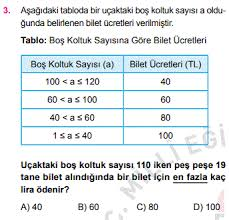 3. Aşağıdaki tabloda bir uçaktaki boş koltuk sayısı a oldu-
ğunda belirlenen bilet ücretleri verilmiştir.
Tablo: Boş Koltuk Sayısına Göre Bilet Ücretleri
Boş Koltuk Sayısı (a) Bilet Ücretleri (TL)
100 < a ≤ 120 40
60 < a ≤ 100 60
40 < a ≤ 60 80
1 ≤ a ≤ 40 100
Uçaktaki boş koltuk sayısı 110 iken peş peşe 19
tane bilet alındığında bir bilet için en fazla kaç
lira ödenir?
A) 40 B) 60 C) 80 D) 100